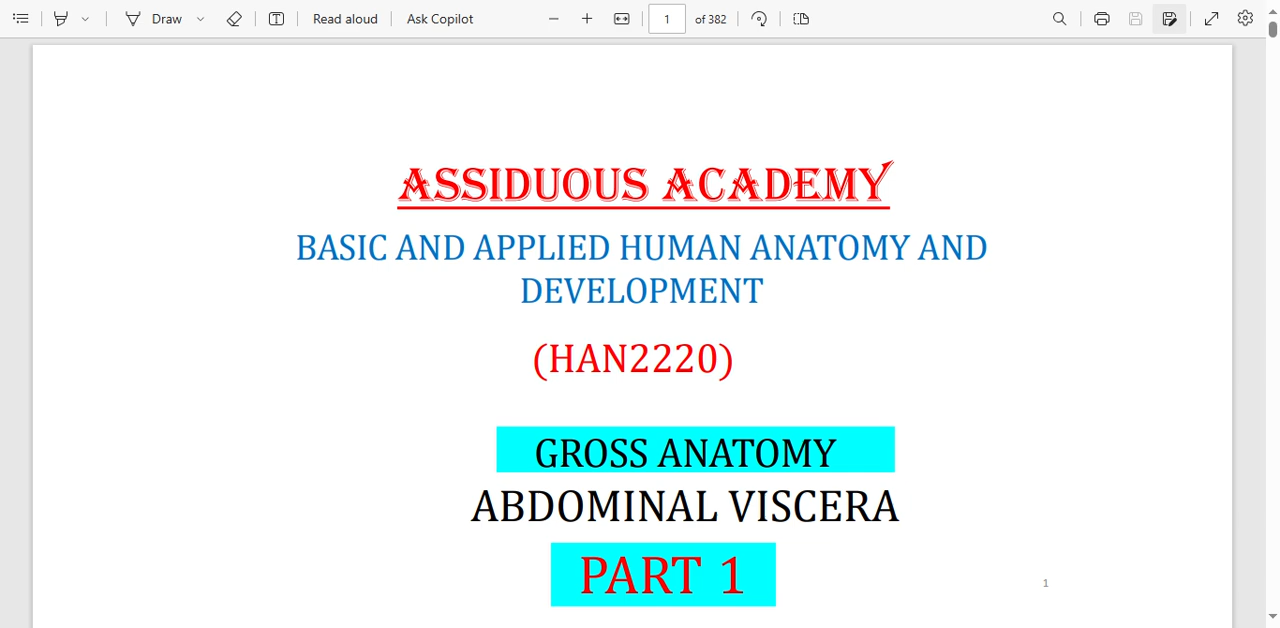 Draw
Read aloud
Ask Copilot
1
of 382
ASSIDUOUS ACADEMY
BASIC AND APPLIED HUMAN ANATOMY AND
DEVELOPMENT
(HAN2220)
GROSS ANATOMY
ABDOMINAL VISCERA
PART 1
1